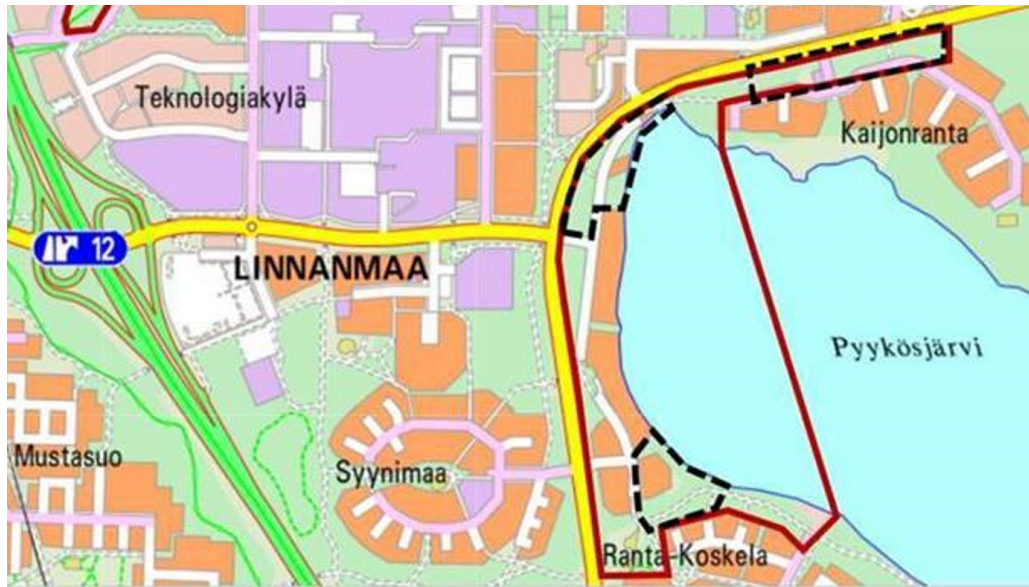 Teknologiakylä
Kaijonranta
12
LINNANMAA
Pyykösjärvi
Mustasuo
Syynimaa
Ranta-Koskela